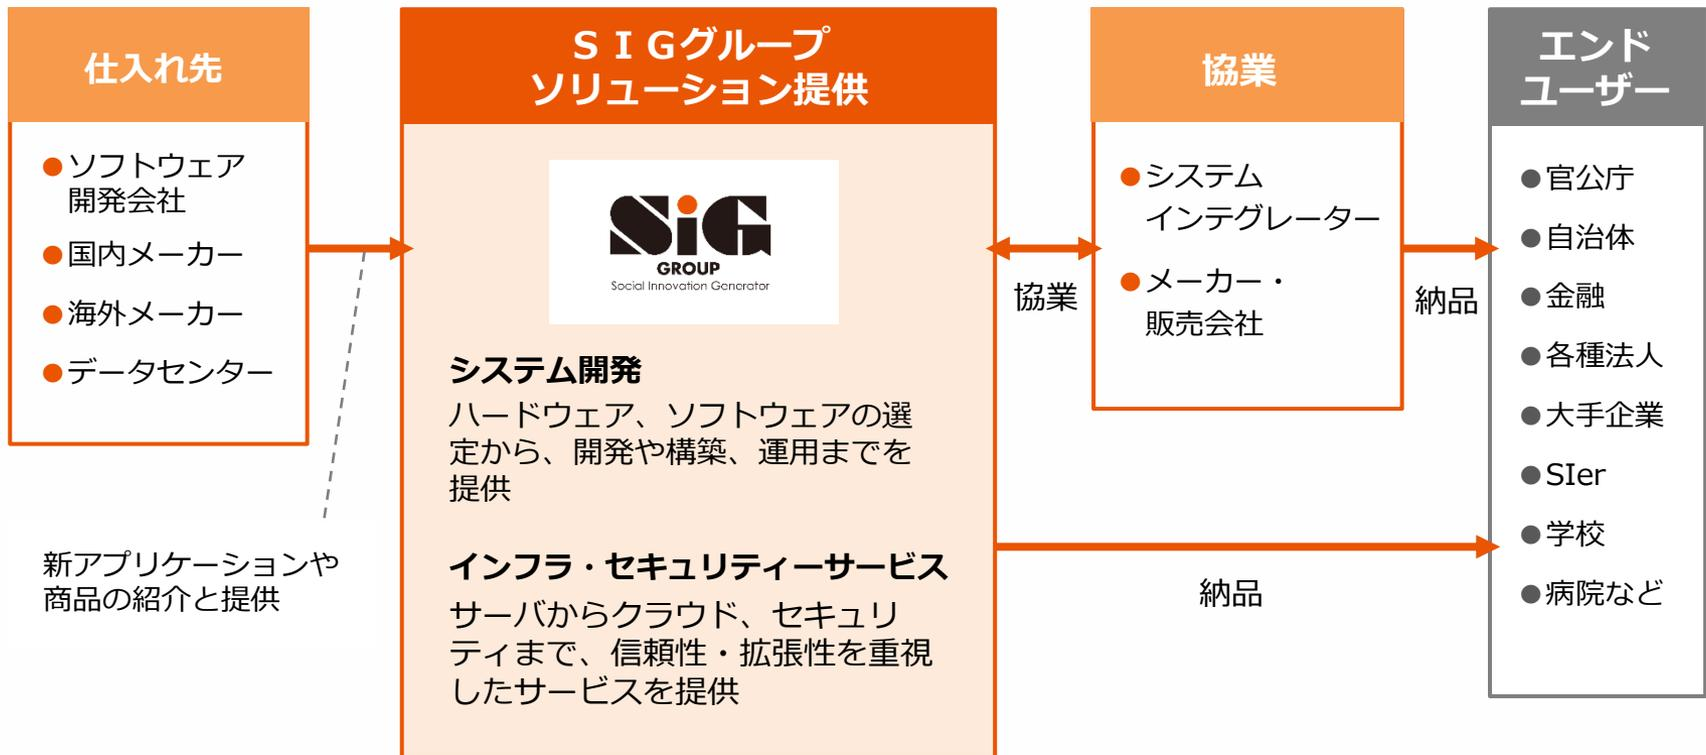 仕入れ先
●ソフトウェア
開発会社
●国内メーカー
●海外メーカー
●データセンター
新アプリケーションや
商品の紹介と提供
ＳＩＧグループ
ソリューション提供
SiG
GROUP
Social Innovation Generator
システム開発
ハードウェア、ソフトウェアの選
定から、開発や構築、運用までを
提供
インフラ・セキュリティーサービス
サーバからクラウド、セキュリ
ティまで、信頼性・拡張性を重視
したサービスを提供
協業
協業
●システム
インテグレーター
●メーカー・
販売会社
納品
納品
エンド
ユーザー
●官公庁
●自治体
●金融
●各種法人
●大手企業
●SIer
●学校
●病院など